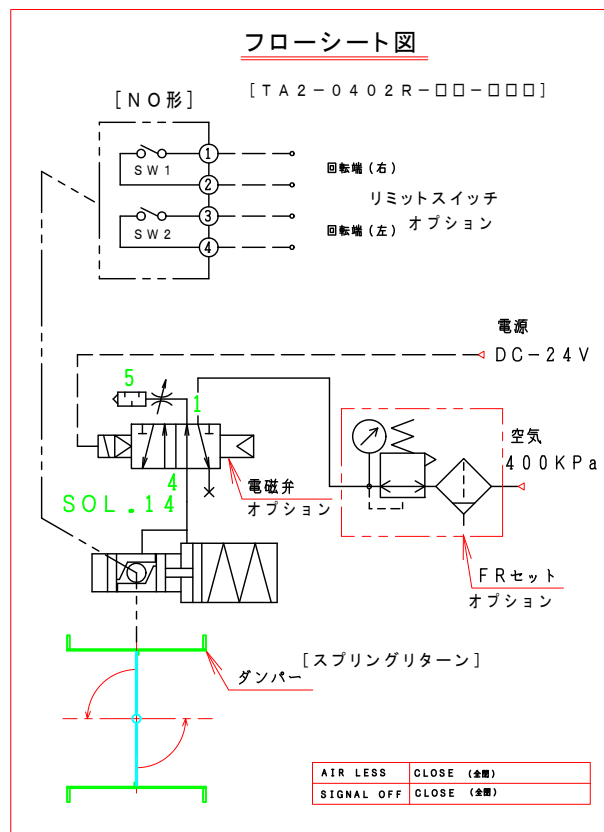 フローシート図
[NO形]
[TA2-0402R-□□-□□□]
1
SW1
2
3
SW2
4
回転端(右)
リミットスイッチ
オプション
回転端(左)
電源
DC-24V
5
1
空気
400KPa
4
SOL.14
電磁弁
オプション
FRセット
オプション
[スプリングリターン]
ダンパー
AIR LESS CLOSE (全閉)
SIGNAL OFF CLOSE (全閉)